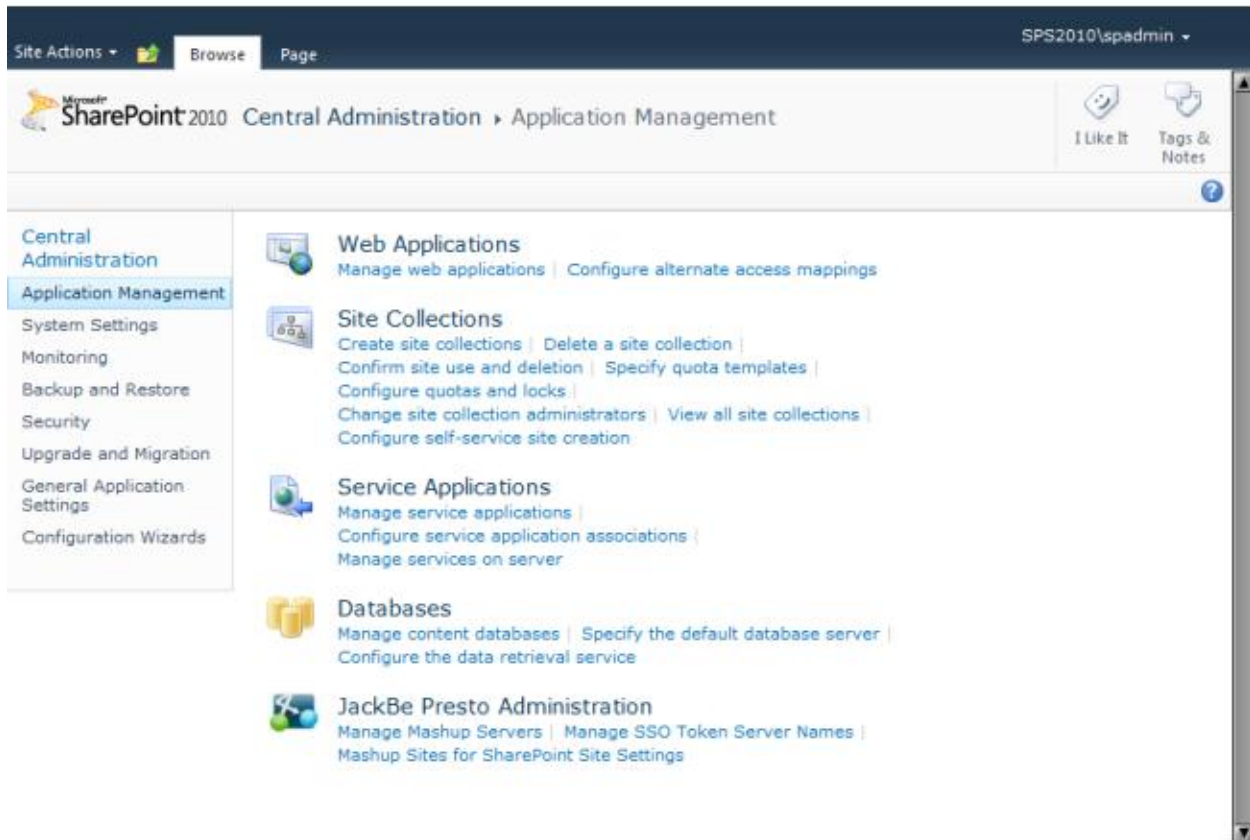 SPS2010\spadmin
Site Actions Browse Page
Microsoft
SharePoint 2010 Central Administration Application Management
I Like It
Tags &
Notes
Central
Administration
Application Management
System Settings
Monitoring
Backup and Restore
Security
Upgrade and Migration
General Application
Settings
Configuration Wizards
Web Applications
Manage web applications | Configure alternate access mappings
Site Collections
Create site collections | Delete a site collection |
Confirm site use and deletion | Specify quota templates |
Configure quotas and locks |
Change site collection administrators | View all site collections |
Configure self-service site creation
Service Applications
Manage service applications |
Configure service application associations |
Manage services on server
Databases
Manage content databases | Specify the default database server |
Configure the data retrieval service
JackBe Presto Administration
Manage Mashup Servers | Manage SSO Token Server Names |
Mashup Sites for SharePoint Site Settings